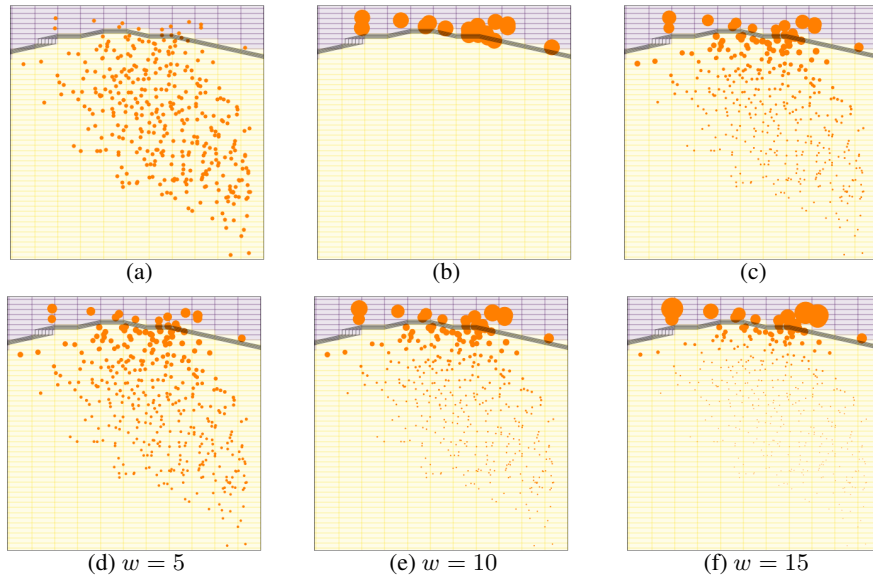 (a)
(b)
(c)
(d) w = 5
(e) w = 10
(f) w = 15